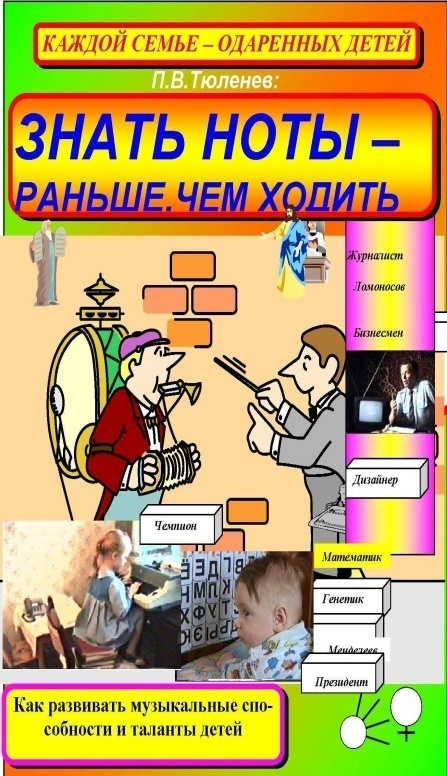 КАЖДОЙ СЕМЬЕ – ОДАРЕННЫХ ДЕТЕЙ
П.В.Тюленев:
ЗНАТЬ НОТЫ –
РАНЬШЕ, ЧЕМ ХОДИТЬ
Журналист
Ломоносов
Бизнесмен
Дизайнер
Чемпион
Математик
Генетик
Менделеев
Президент
Как развивать музыкальные спо-
собности и таланты детей